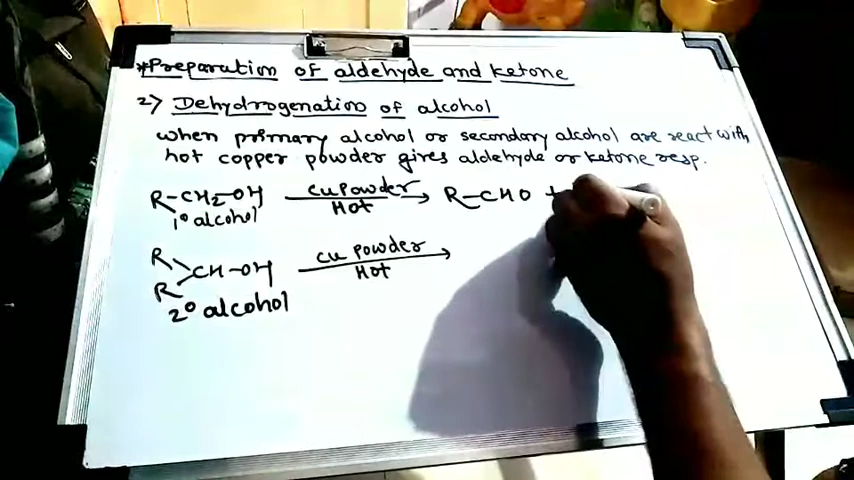 *Preparation of aldehyde and ketone
2) Dehydrogenation of alcohol
when primary alcohol or secondary alcohol are react with
hot copper powder gives aldehyde or ketone resp.
R-CH2-OH Cu Powder Hot → R-CHO +
1° alcohol
R
CH-OH Cu Powder Hot →
R
2° alcohol